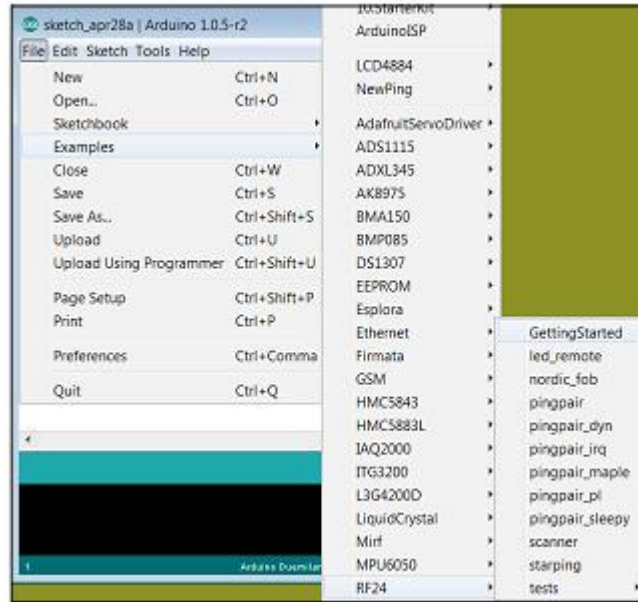 sketch_apr28a | Arduino 1.0.5-r2
File Edit Sketch Tools Help
New Ctrl+N
Open... Ctrl+O
Sketchbook
Examples
Close Ctrl+W
Save Ctrl+S
Save As... Ctrl+Shift+S
Upload Ctrl+U
Upload Using Programmer Ctrl+Shift+U
Page Setup Ctrl+Shift+P
Print Ctrl+P
Preferences Ctrl+Comma
Quit Ctrl+Q
1
10.StarterKit
ArduinoISP
LCD4884
NewPing
AdafruitServoDriver
ADS1115
ADXL345
AK8975
BMA150
BMP085
DS1307
EEPROM
Esplora
Ethernet
Firmata
GSM
HMC5843
HMC5883L
IAQ2000
ITG3200
L3G4200D
LiquidCrystal
Mirf
MPU6050
RF24
GettingStarted
led_remote
nordic_fob
pingpair
pingpair_dyn
pingpair_irq
pingpair_maple
pingpair_pl
pingpair_sleepy
scanner
starping
tests